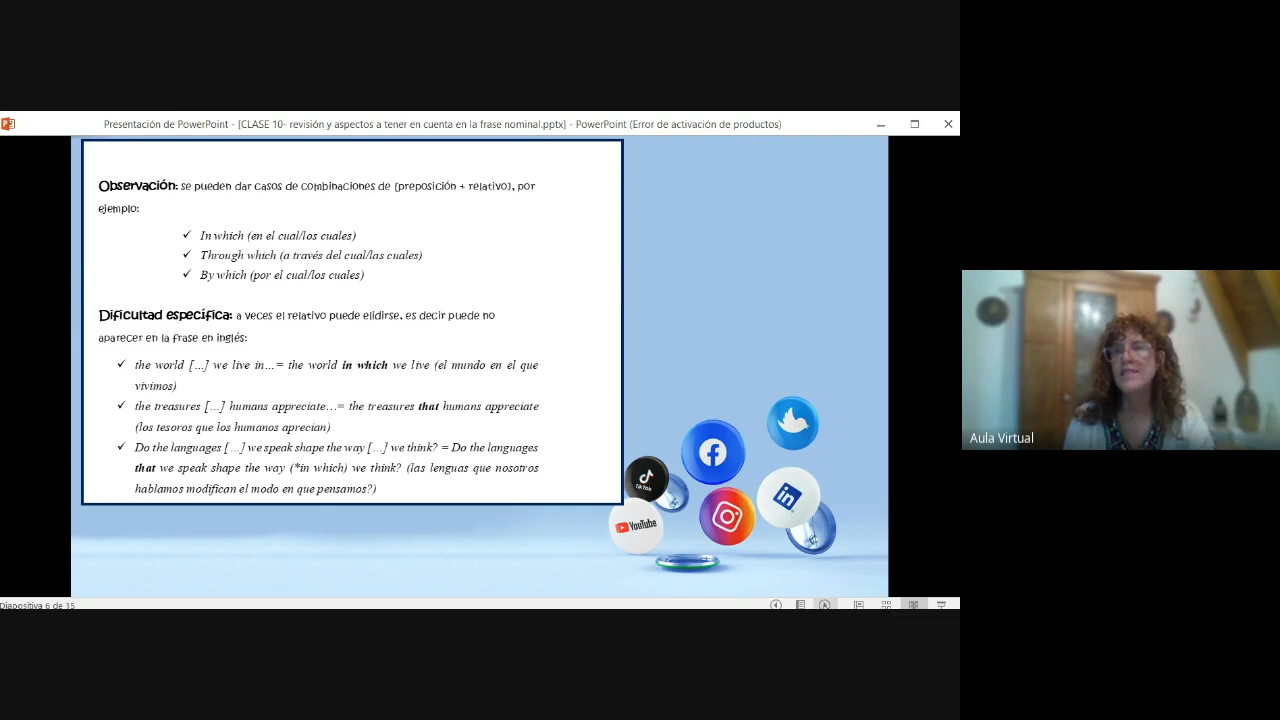 Presentación de PowerPoint - [CLASE 10- revisión y aspectos a tener en cuenta en la frase nominal.pptx] - PowerPoint (Error de activación de productos)
Observación: se pueden dar casos de combinaciones de [preposición + relativo], por
ejemplo:
✓ In which (en el cual/los cuales)
✓ Through which (a través del cual/las cuales)
✓ By which (por el cual/los cuales)
Dificultad específica: a veces el relativo puede elidirse, es decir puede no
aparecer en la frase en inglés:
✓ the world [...] we live in...= the world in which we live (el mundo en el que
vivimos)
✓ the treasures [...] humans appreciate...= the treasures that humans appreciate
(los tesoros que los humanos aprecian)
✓ Do the languages [...] we speak shape the way [...] we think? = Do the languages
that we speak shape the way (*in which) we think? (las lenguas que nosotros
hablamos modifican el modo en que pensamos?)
TikTok
YouTube
in
Aula Virtual
Diapositiva 6 de 15